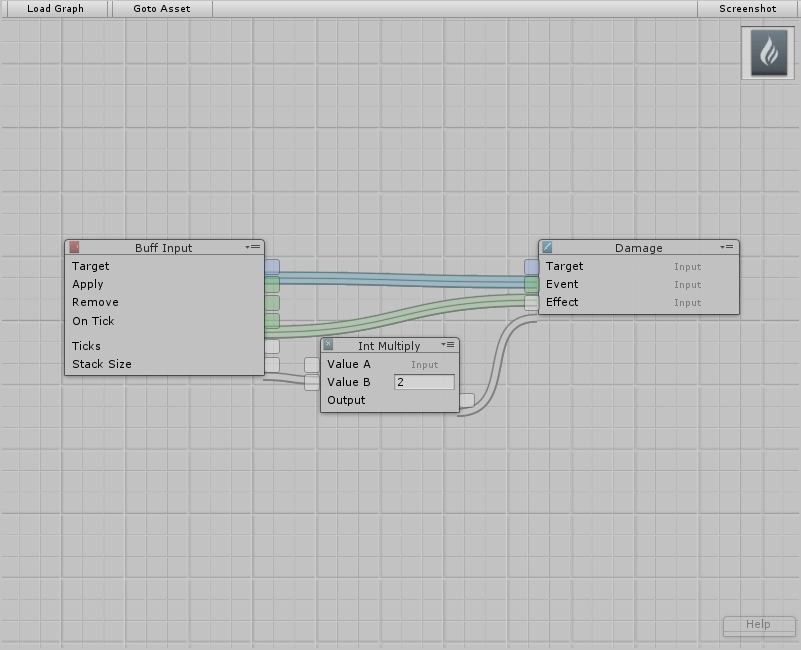 Load Graph
Goto Asset
Screenshot
Buff Input
Target
Apply
Remove
On Tick
Ticks
Stack Size
Int Multiply
Value A Input
Value B 2
Output
Damage
Target Input
Event Input
Effect Input
Help